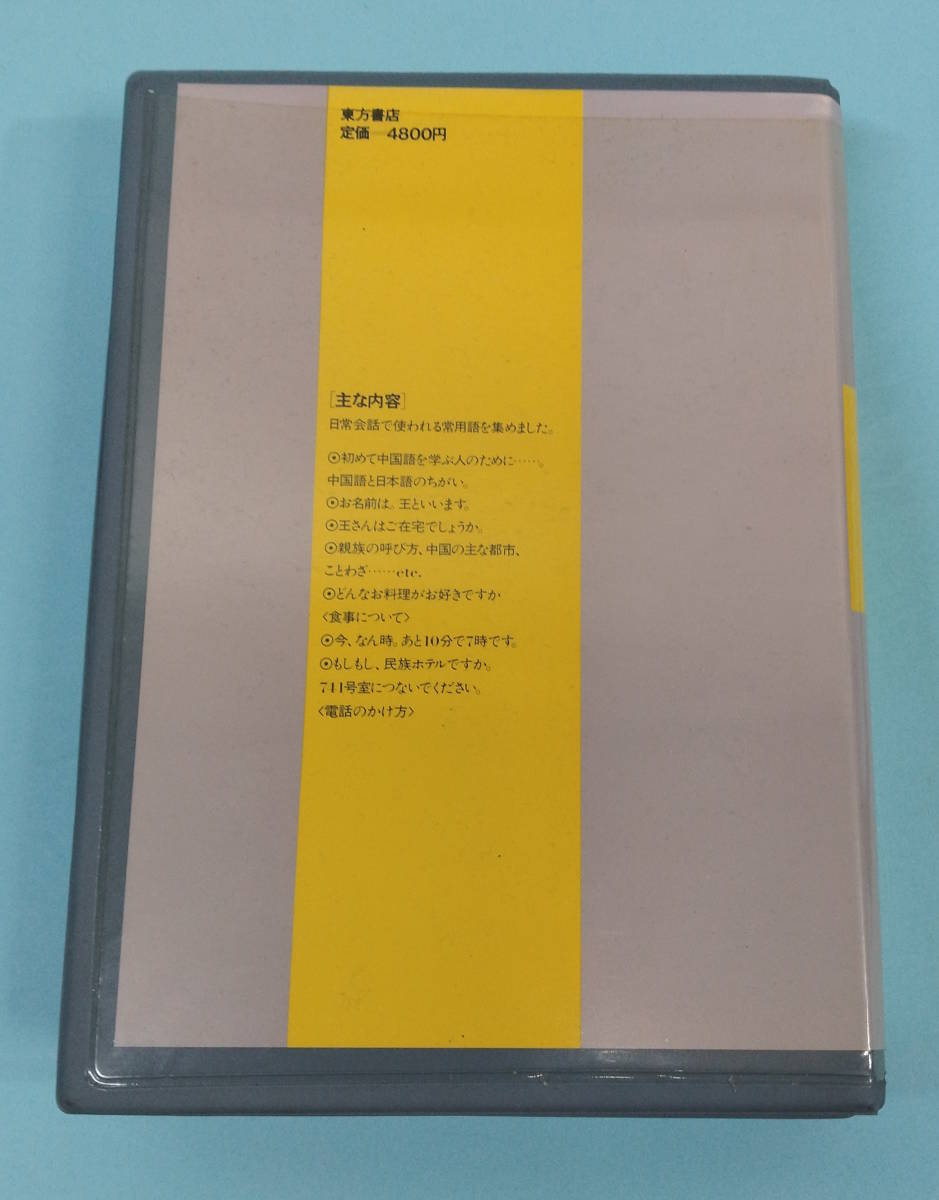 東方書店
定価 4800円
[主な内容]
日常会話で使われる常用語を集めました。
⦿初めて中国語を学ぶ人のために……。
中国語と日本語のちがい。
⦿お名前は。王といいます。
⦿王さんはご在宅でしょうか。
⦿親族の呼び方、中国の主な都市、
ことわざ……etc.
⦿どんなお料理がお好きですか
〈食事について〉
⦿今、なん時。あと10分で7時です。
⦿もしもし、民族ホテルですか。
741号室につないでください。
〈電話のかけ方〉